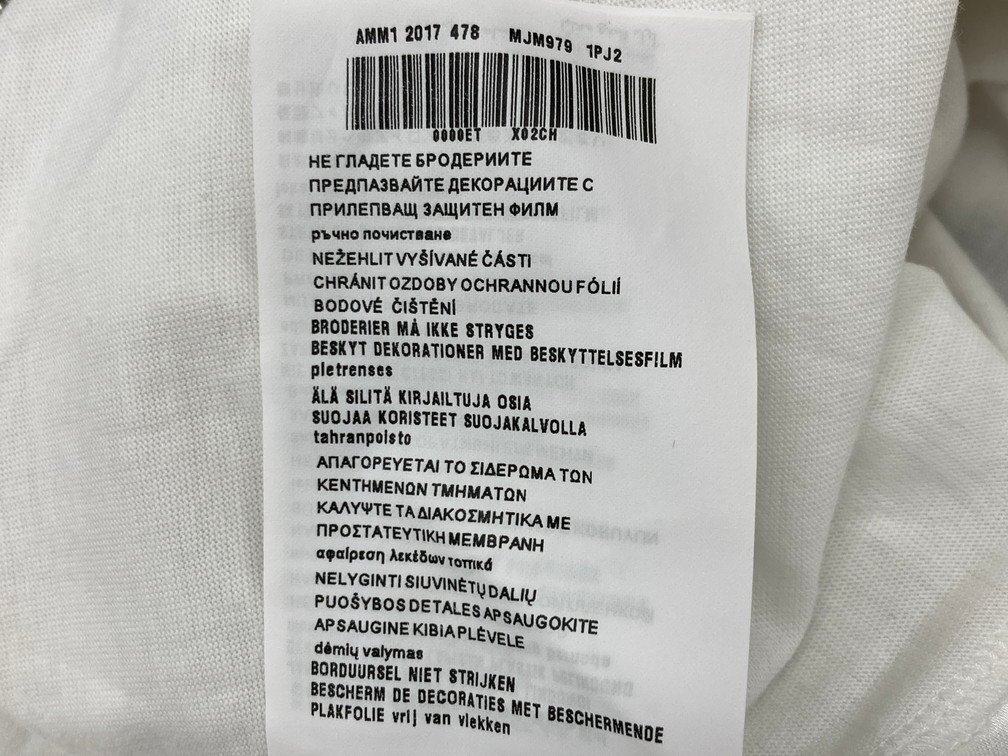 AMM1 2017 478 MJM979 1PJ2
0000ET X02CH
НЕ ГЛАДЕТЕ БРОДЕРИИТЕ
ПРЕДПАЗВАЙТЕ ДЕКОРАЦИИТЕ С
ПРИЛЕПВАЩ ЗАЩИТЕН ФИЛМ
ръчно почистване
NEŽEHLIT VYŠÍVANÉ ČÁSTI
CHRÁNIT OZDOBY OCHRANNOU FÓLIÍ
BODOVÉ ČIŠTĚNÍ
BRODERIER MÅ IKKE STRYGES
BESKYT DEKORATIONER MED BESKYTTELSESFILM
pletrenses
ÄLÄ SILITÄ KIRJAILTUJA OSIA
SUOJAA KORISTEET SUOJAKALVOLLA
tahranpoisto
ΑΠΑΓΟΡΕΥΕΤΑΙ ΤΟ ΣΙΔΕΡΩΜΑ ΤΩΝ
ΚΕΝΤΗΜΕΝΩΝ ΤΜΗΜΑΤΩΝ
ΚΑΛΥΨΤΕ ΤΑ ΔΙΑΚΟΣΜΗΤΙΚΑ ΜΕ
ΠΡΟΣΤΑΤΕΥΤΙΚΗ ΜΕΜΒΡΑΝΗ
αφαίρεση λεκέδων τοπικά
NELYGINTI SIUVINĖTŲ DALIŲ
PUOŠYBOS DETALES APSAUGOKITE
APSAUGINE KIBIA PLĖVELE
dėmių valymas
BORDUURSEL NIET STRIJKEN
BESCHERM DE DECORATIES MET BESCHERMENDE
PLAKFOLIE vrij van vlekken